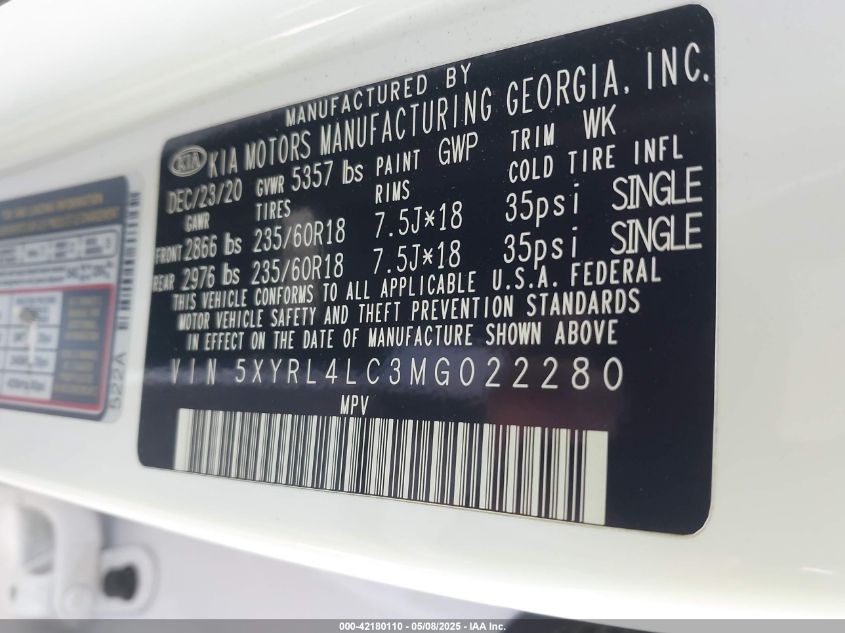 MANUFACTURED BY
KIA KIA MOTORS MANUFACTURING GEORGIA, INC.
DEC/23/20 GVWR 5357 lbs PAINT GWP TRIM WK
GAWR TIRES RIMS COLD TIRE INFL
FRONT 2866 lbs 235/60R18 7.5J*18 35psi SINGLE
REAR 2976 lbs 235/60R18 7.5J*18 35psi SINGLE
THIS VEHICLE CONFORMS TO ALL APPLICABLE U.S.A. FEDERAL
MOTOR VEHICLE SAFETY AND THEFT PREVENTION STANDARDS
IN EFFECT ON THE DATE OF MANUFACTURE SHOWN ABOVE
VIN 5XYRL4LC3MG022280
MPV
522A
000-42180110 - 05/08/2025 - IAA Inc.